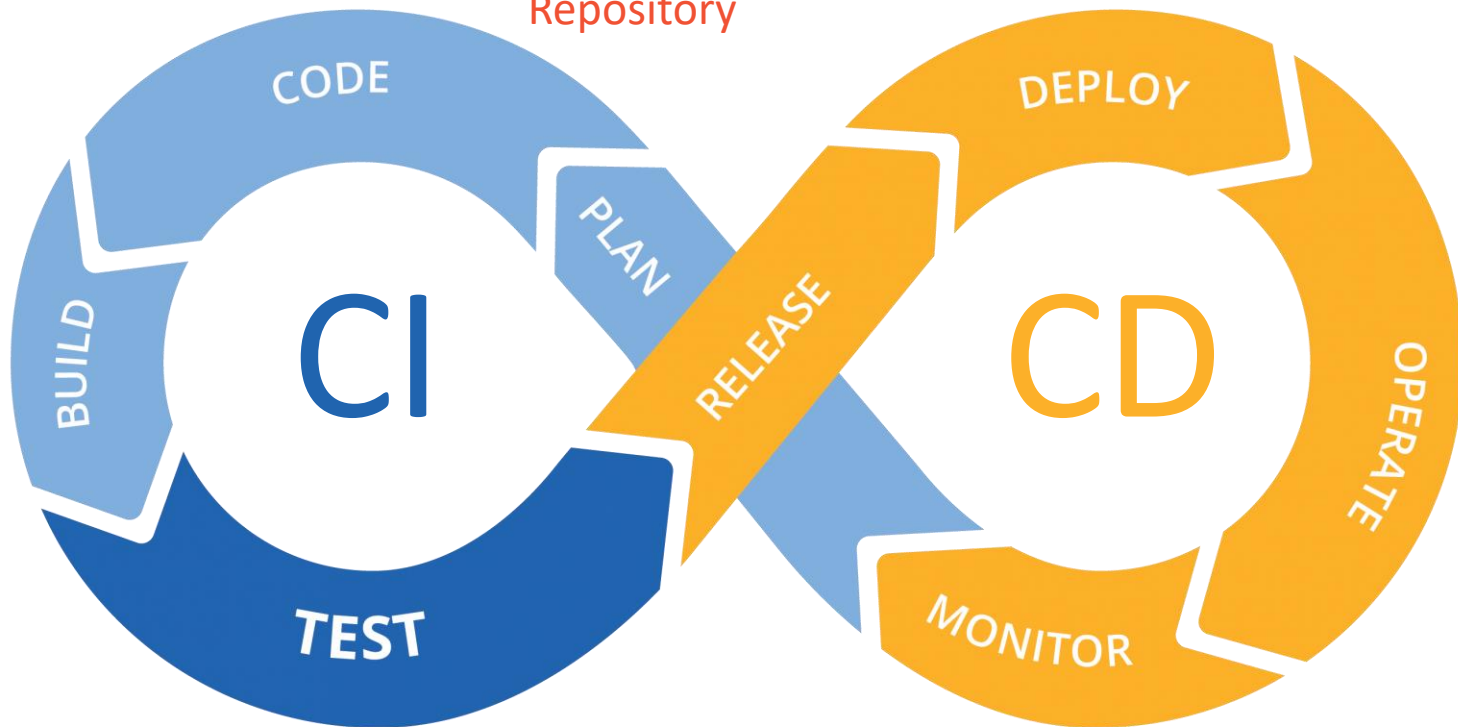 Repository
CODE
DEPLOY
PLAN
BUILD
CI
RELEASE
CD
OPERATE
TEST
MONITOR